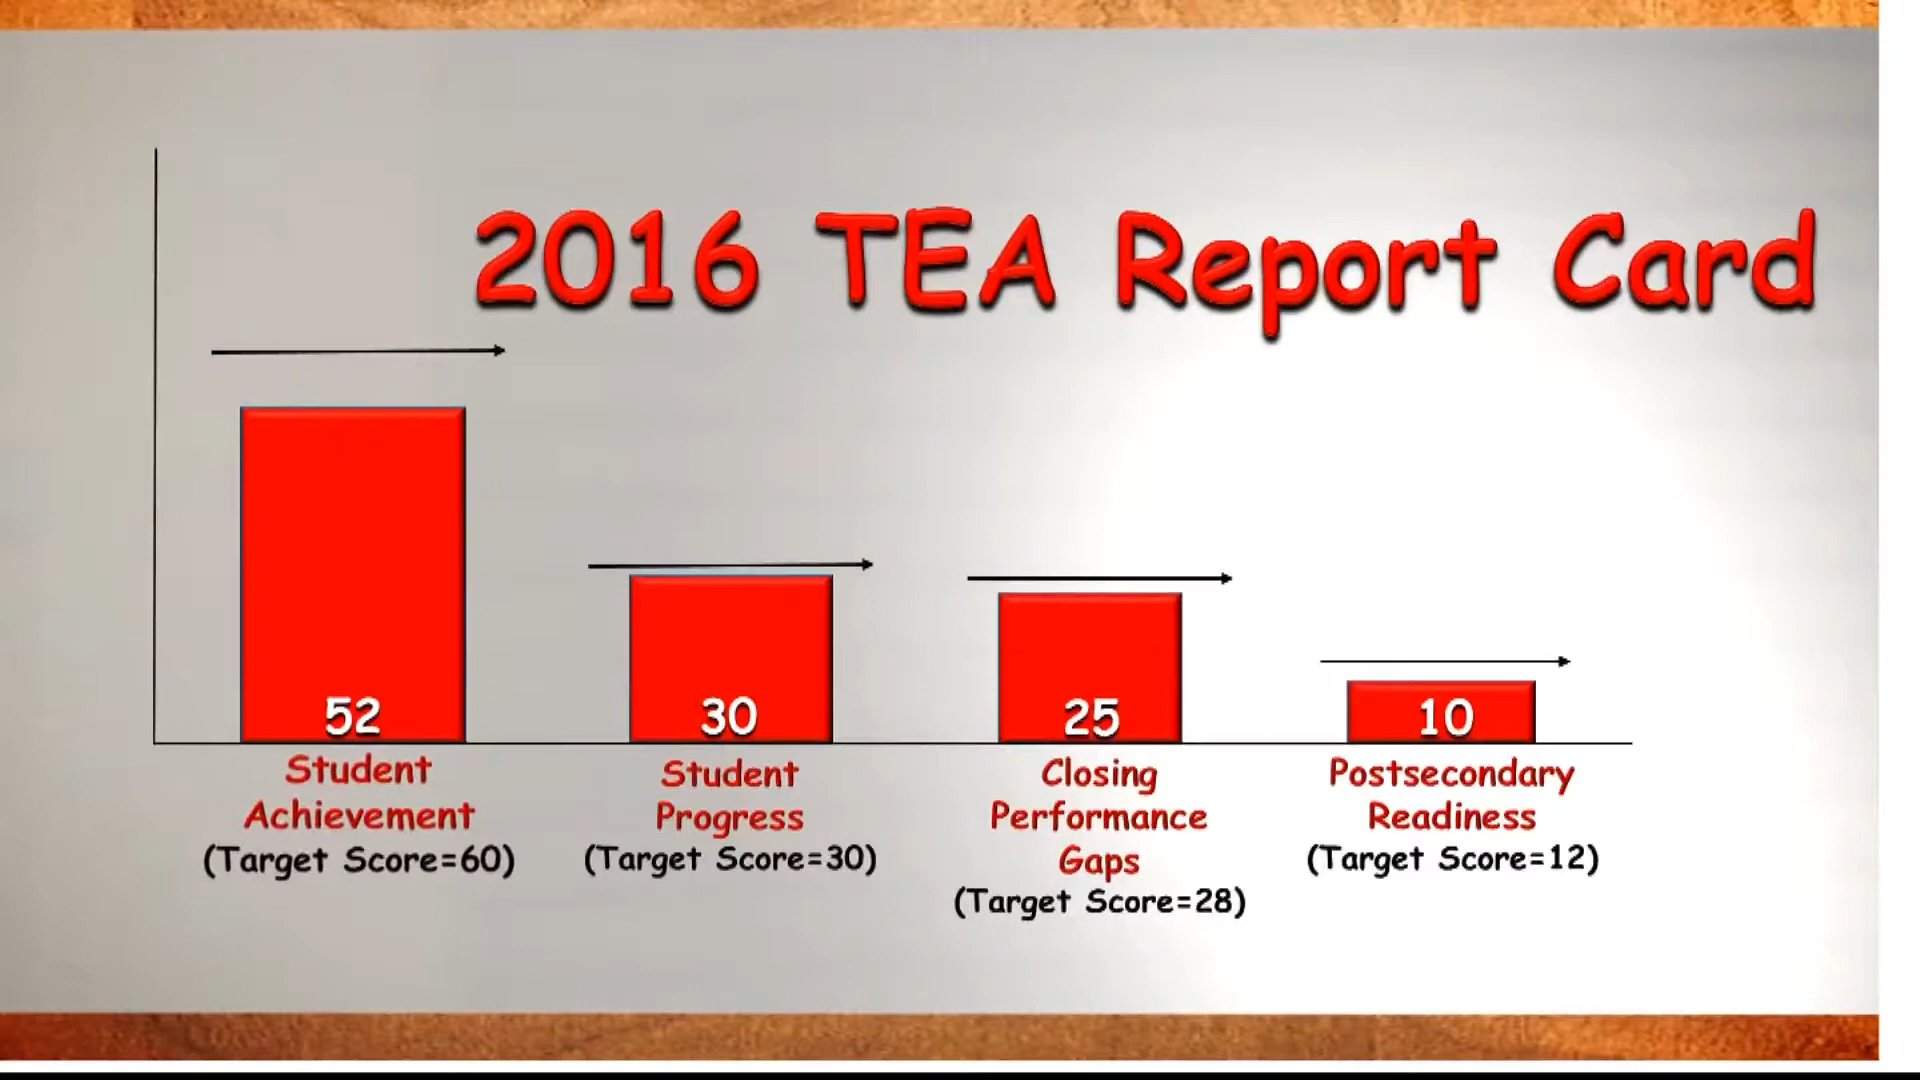 2016 TEA Report Card
52
30
25
10
Student
Achievement
(Target Score=60)
Student
Progress
(Target Score=30)
Closing
Performance
Gaps
(Target Score=28)
Postsecondary
Readiness
(Target Score=12)